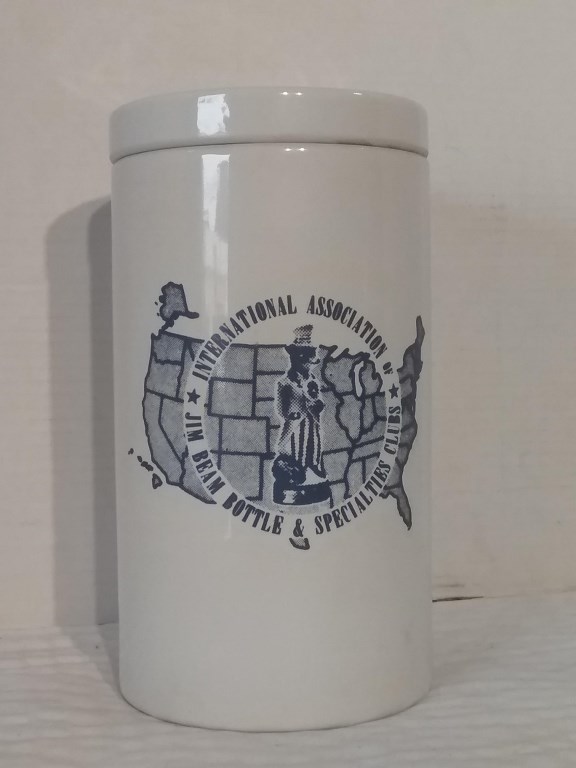 INTERNATIONAL ASSOCIATION OF
JIM BEAM BOTTLE & SPECIALTIES CLUBS